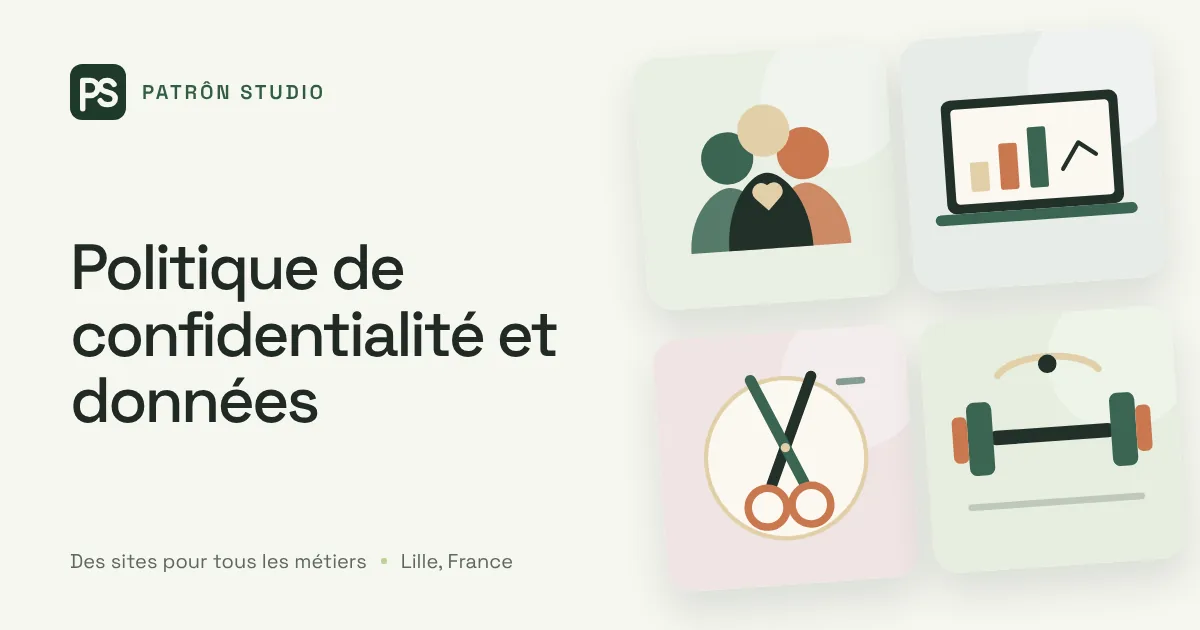 PS
PATRÔN STUDIO
Politique de
confidentialité et
données
Des sites pour tous les métiers • Lille, France